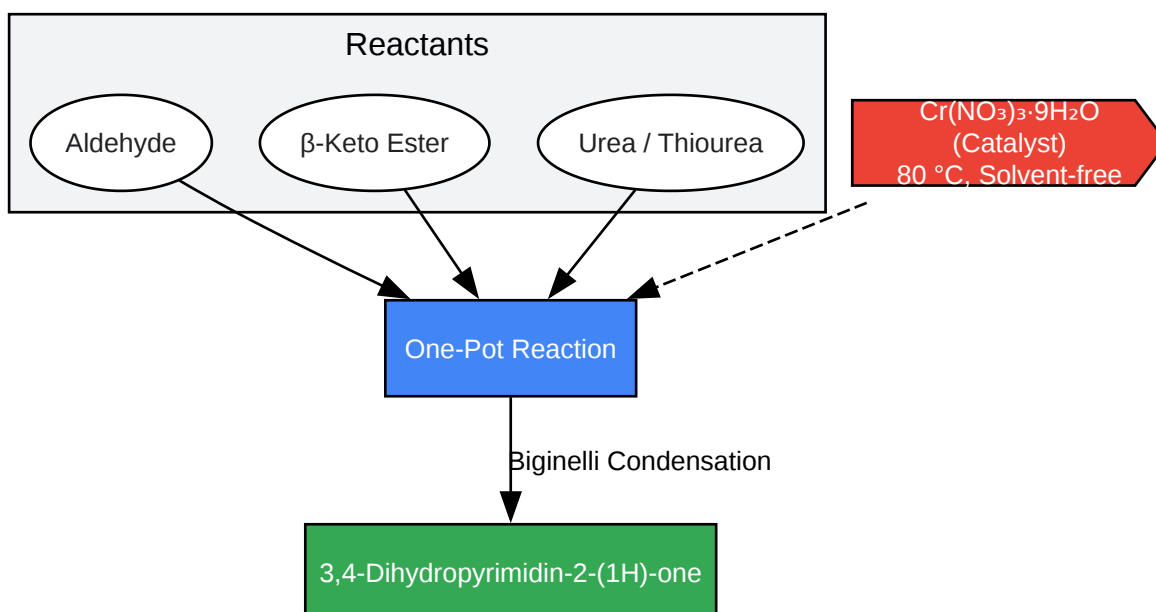 Reactants
Aldehyde
β-Keto Ester
Urea / Thiourea
Cr(NO₃)₃·9H₂O
(Catalyst)
80 °C, Solvent-free
One-Pot Reaction
Biginelli Condensation
3,4-Dihydropyrimidin-2-(1H)-one